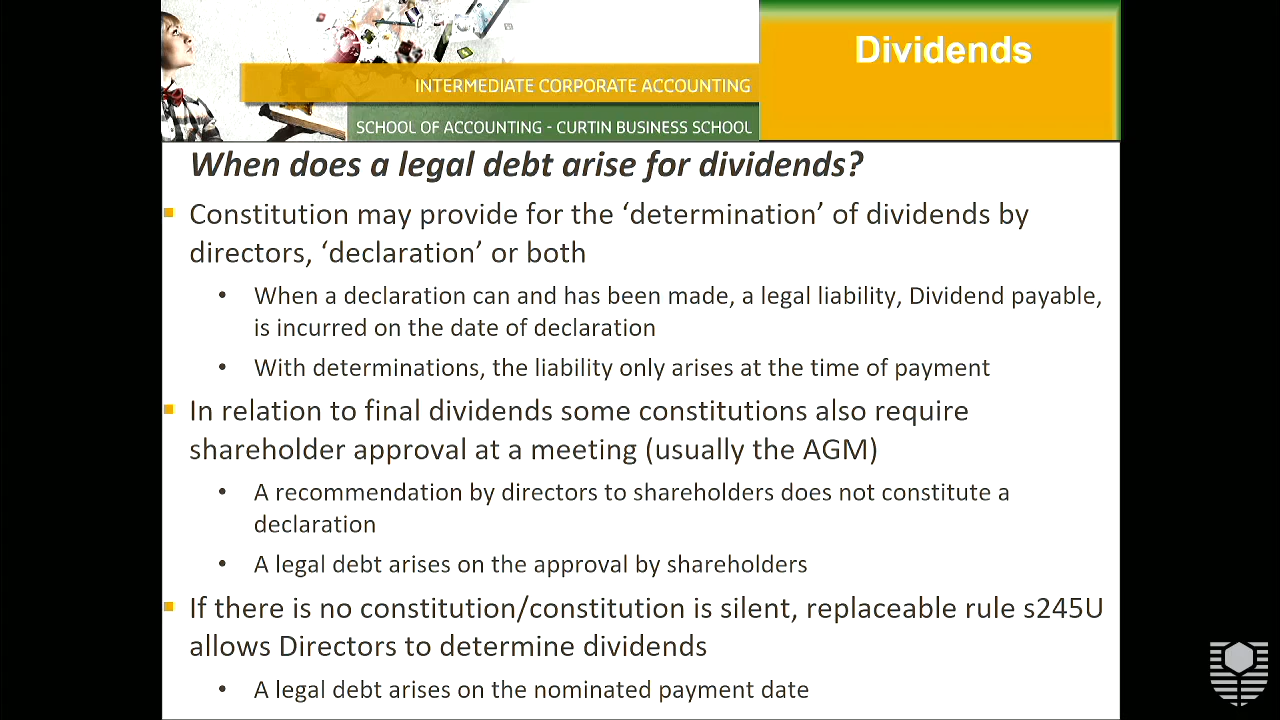 Dividends
INTERMEDIATE CORPORATE ACCOUNTING
SCHOOL OF ACCOUNTING - CURTIN BUSINESS SCHOOL
When does a legal debt arise for dividends?
Constitution may provide for the ‘determination’ of dividends by
directors, ‘declaration’ or both
When a declaration can and has been made, a legal liability, Dividend payable,
is incurred on the date of declaration
With determinations, the liability only arises at the time of payment
In relation to final dividends some constitutions also require
shareholder approval at a meeting (usually the AGM)
A recommendation by directors to shareholders does not constitute a
declaration
A legal debt arises on the approval by shareholders
If there is no constitution/constitution is silent, replaceable rule s245U
allows Directors to determine dividends
A legal debt arises on the nominated payment date